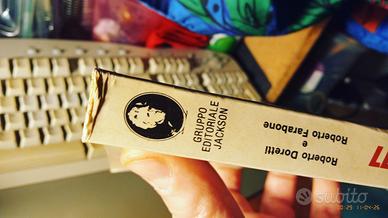 GRUPPO
EDITORIALE
JACKSON
Roberto Doretti
e
Roberto Farabone
subito